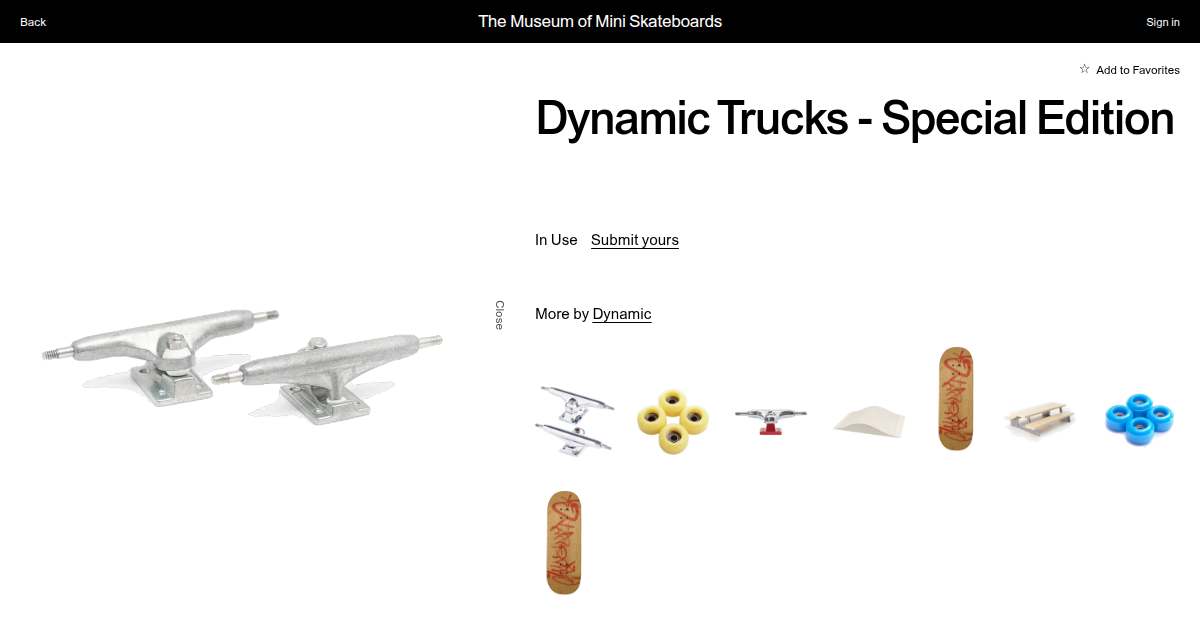 Back
The Museum of Mini Skateboards
Sign in
☆ Add to Favorites
Dynamic Trucks - Special Edition
In Use Submit yours
Close
More by Dynamic